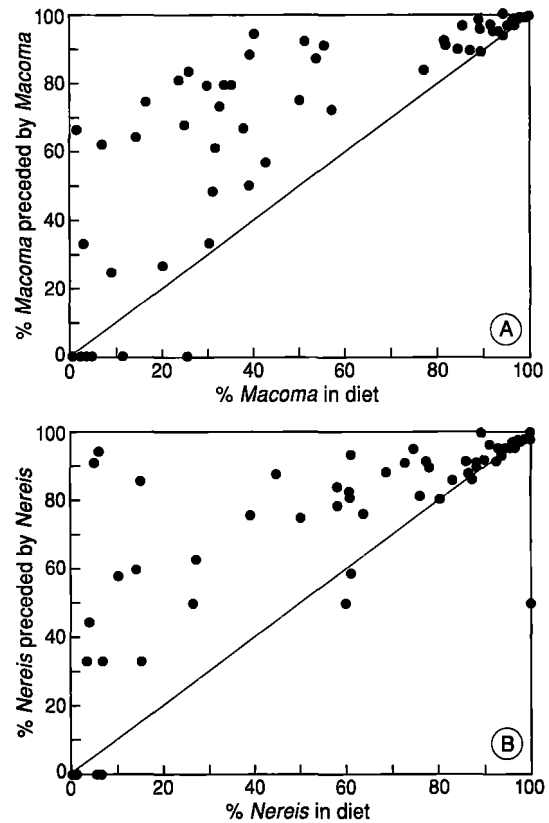 100
80
60
40
20
0
% Macoma preceded by Macoma
A
0 20 40 60 80 100
% Macoma in diet
100
80
60
40
20
0
% Nereis preceded by Nereis
B
0 20 40 60 80 100
% Nereis in diet